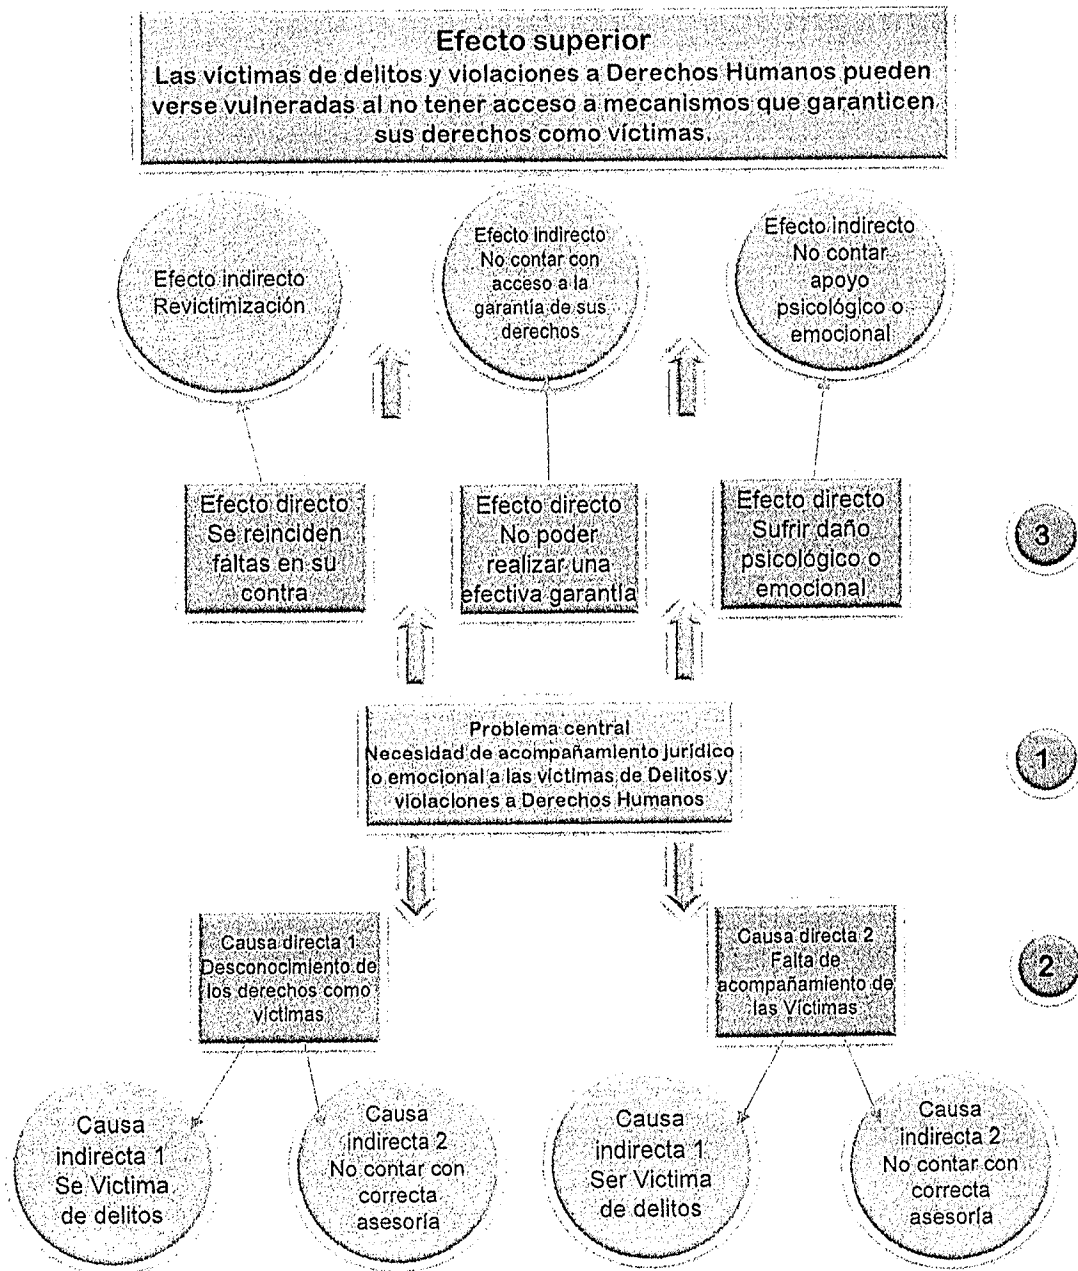 Efecto superior
Las víctimas de delitos y violaciones a Derechos Humanos pueden
verse vulneradas al no tener acceso a mecanismos que garanticen
sus derechos como víctimas.
Efecto indirecto
Revictimización
Efecto Indirecto
No contar con
acceso a la
garantía de sus
derechos
Efecto indirecto
No contar
apoyo
psicológico o
emocional
Efecto directo
Se reinciden
faltas en su
contra
Efecto directo
No poder
realizar una
efectiva garantía
Efecto directo
Sufrir daño
psicológico o
emocional
3
Problema central
Necesidad de acompañamiento jurídico
o emocional a las víctimas de Delitos y
violaciones a Derechos Humanos
1
Causa directa 1
Desconocimiento de
los derechos como
víctimas
Causa directa 2
Falta de
acompañamiento de
las Víctimas
2
Causa
indirecta 1
Se Victima
de delitos
Causa
indirecta 2
No contar con
correcta
asesoría
Causa
indirecta 1
Ser Victima
de delitos
Causa
indirecta 2
No contar con
correcta
asesoría